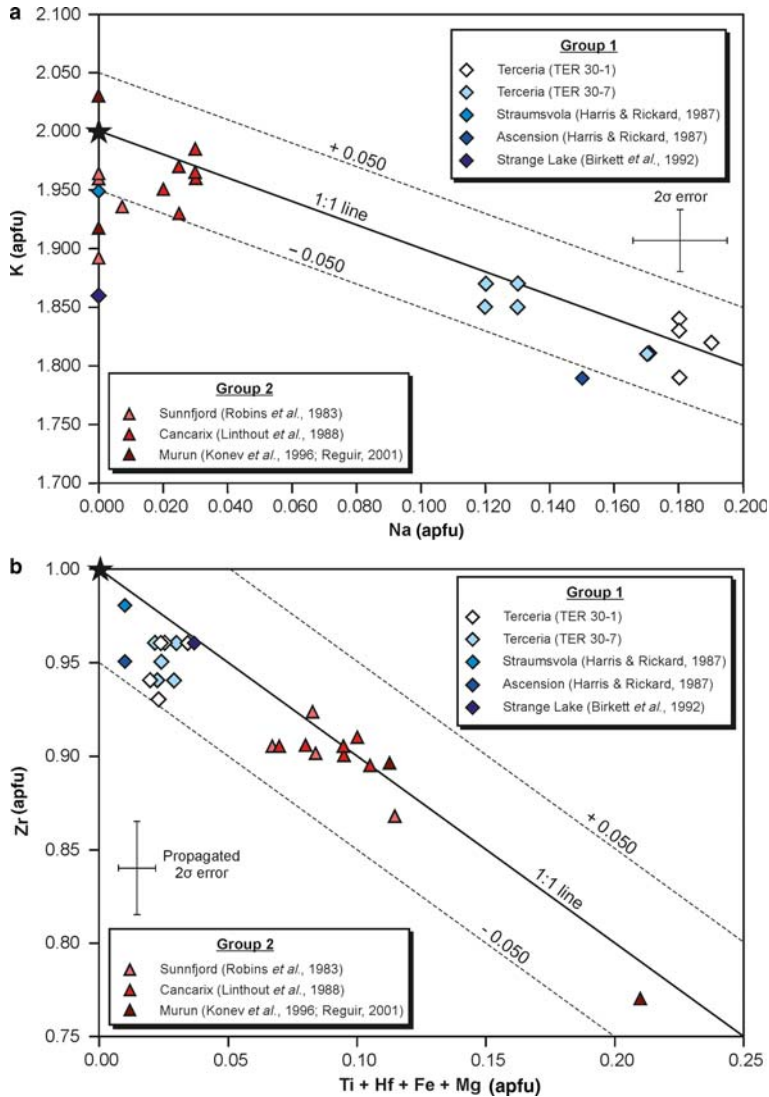 a
2.100
2.050
2.000
1.950
1.900
1.850
1.800
1.750
1.700
K (apfu)
Group 1
Terceria (TER 30-1)
Terceria (TER 30-7)
Straumsvola (Harris & Rickard, 1987)
Ascension (Harris & Rickard, 1987)
Strange Lake (Birkett et al., 1992)
+ 0.050
1:1 line
- 0.050
2σ error
Group 2
Sunnfjord (Robins et al., 1983)
Cancarix (Linthout et al., 1988)
Murun (Konev et al., 1996; Reguir, 2001)
0.000 0.020 0.040 0.060 0.080 0.100 0.120 0.140 0.160 0.180 0.200
Na (apfu)
b
1.00
0.95
0.90
0.85
0.80
0.75
Zr (apfu)
Group 1
Terceria (TER 30-1)
Terceria (TER 30-7)
Straumsvola (Harris & Rickard, 1987)
Ascension (Harris & Rickard, 1987)
Strange Lake (Birkett et al., 1992)
+ 0.050
1:1 line
- 0.050
Propagated
2σ error
Group 2
Sunnfjord (Robins et al., 1983)
Cancarix (Linthout et al., 1988)
Murun (Konev et al., 1996; Reguir, 2001)
0.00 0.05 0.10 0.15 0.20 0.25
Ti + Hf + Fe + Mg (apfu)